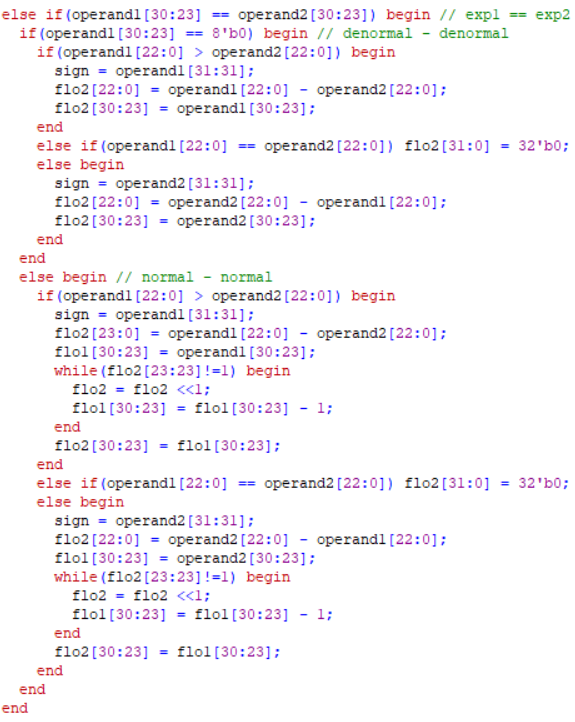 else if(operand1[30:23] == operand2[30:23]) begin // exp1 == exp2
  if(operand1[30:23] == 8'b0) begin // denormal - denormal
    if(operand1[22:0] > operand2[22:0]) begin
      sign = operand1[31:31];
      flo2[22:0] = operand1[22:0] - operand2[22:0];
      flo2[30:23] = operand1[30:23];
    end
    else if(operand1[22:0] == operand2[22:0]) flo2[31:0] = 32'b0;
    else begin
      sign = operand2[31:31];
      flo2[22:0] = operand2[22:0] - operand1[22:0];
      flo2[30:23] = operand2[30:23];
    end
  end
  else begin // normal - normal
    if(operand1[22:0] > operand2[22:0]) begin
      sign = operand1[31:31];
      flo2[23:0] = operand1[22:0] - operand2[22:0];
      flo1[30:23] = operand1[30:23];
      while(flo2[23:23]!=1) begin
        flo2 = flo2 <<1;
        flo1[30:23] = flo1[30:23] - 1;
      end
      flo2[30:23] = flo1[30:23];
    end
    else if(operand1[22:0] == operand2[22:0]) flo2[31:0] = 32'b0;
    else begin
      sign = operand2[31:31];
      flo2[22:0] = operand2[22:0] - operand1[22:0];
      flo1[30:23] = operand2[30:23];
      while(flo2[23:23]!=1) begin
        flo2 = flo2 <<1;
        flo1[30:23] = flo1[30:23] - 1;
      end
      flo2[30:23] = flo1[30:23];
    end
  end
end